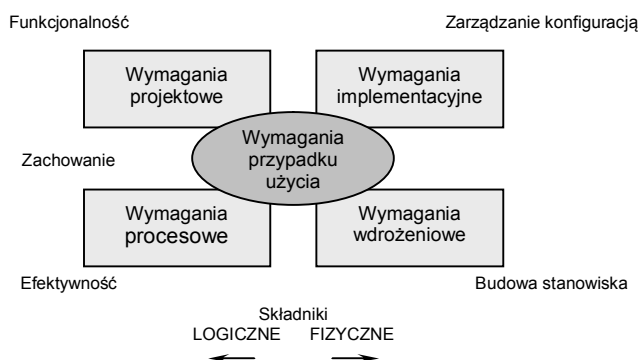 Funkcjonalność
Zarządzanie konfiguracją
Wymagania
projektowe
Wymagania
implementacyjne
Zachowanie
Wymagania
przypadku
użycia
Wymagania
procesowe
Wymagania
wdrożeniowe
Efektywność
Budowa stanowiska
Składniki
LOGICZNE FIZYCZNE